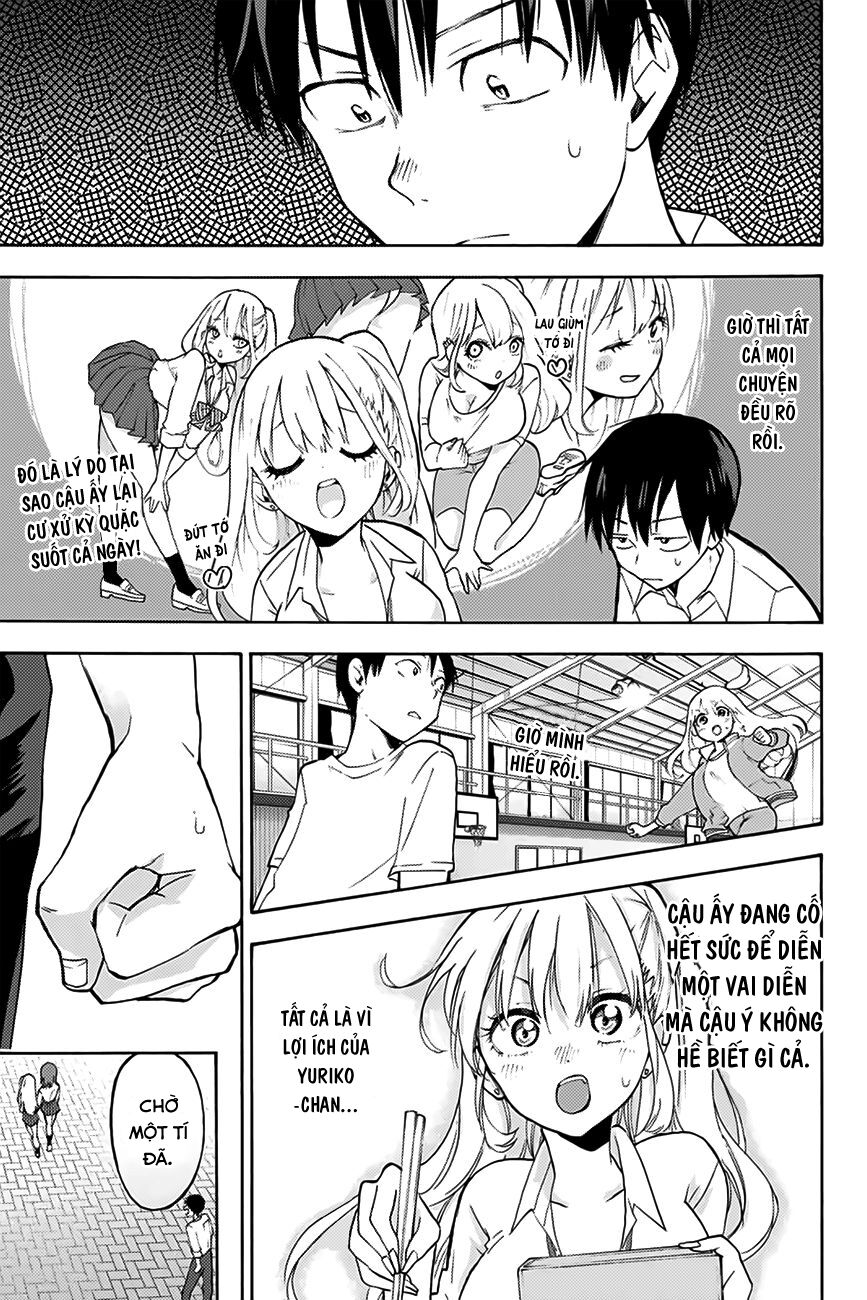 GIỜ THÌ TẤT
CẢ MỌI
CHUYỆN
ĐỀU RÕ
RỒI.
LAU GIÙM
TỚ ĐI
ĐÓ LÀ LÝ DO TẠI
SAO CẬU ẤY LẠI
CƯ XỬ KỲ QUẶC
SUỐT CẢ NGÀY!
ĐÚT TỚ
ĂN ĐI
GIỜ MÌNH
HIỂU RỒI.
CẬU ẤY ĐANG CỐ
HẾT SỨC ĐỂ DIỄN
MỘT VAI DIỄN
MÀ CẬU Ý KHÔNG
HỀ BIẾT GÌ CẢ.
TẤT CẢ LÀ VÌ
LỢI ÍCH CỦA
YURIKO
-CHAN...
CHỜ
MỘT TÍ
ĐÃ.